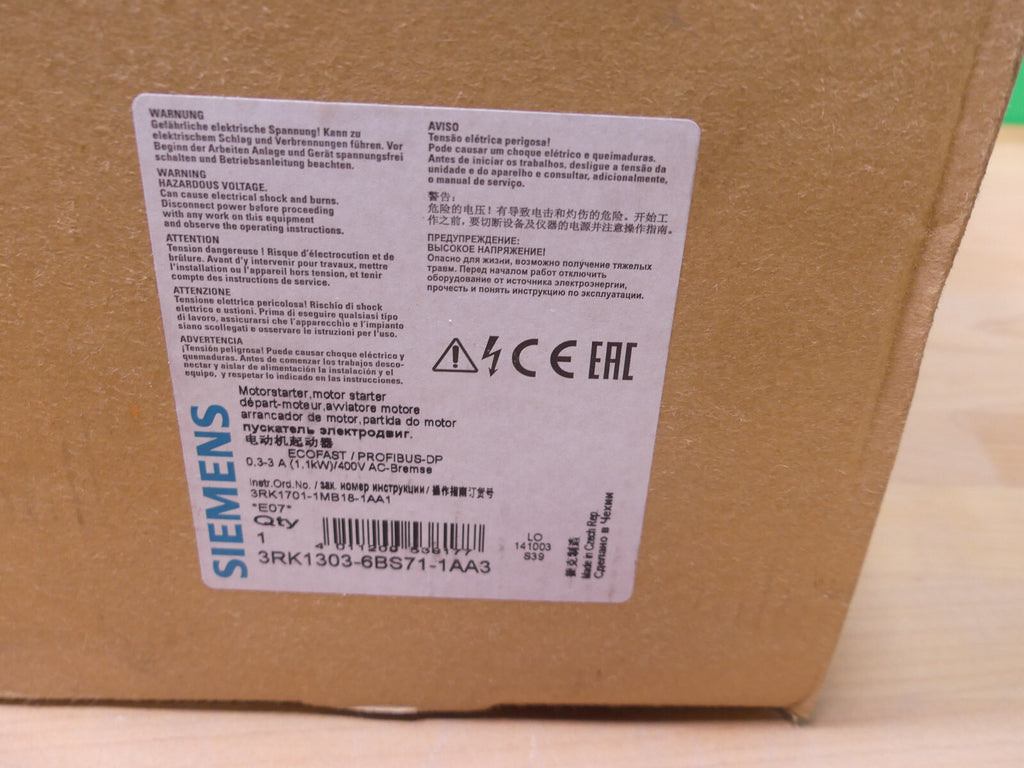 WARNUNG
Gefährliche elektrische Spannung! Kann zu
elektrischem Schlag und Verbrennungen führen. Vor
Beginn der Arbeiten Anlage und Gerät spannungsfrei
schalten und Betriebsanleitung beachten.
WARNING
HAZARDOUS VOLTAGE.
Can cause electrical shock and burns.
Disconnect power before proceeding
with any work on this equipment
and observe the operating instructions.
ATTENTION
Tension dangereuse ! Risque d'électrocution et de
brûlure. Avant d'y intervenir pour travaux, mettre
l'installation ou l'appareil hors tension, et tenir
compte des instructions de service.
ATTENZIONE
Tensione elettrica pericolosa! Rischio di shock
elettrico e ustioni. Prima di eseguire qualsiasi tipo
di lavoro, assicurarsi che l'apparecchio e l'impianto
siano scollegati e osservare le istruzioni per l'uso.
ADVERTENCIA
¡Tensión peligrosa! Puede causar choque eléctrico y
quemaduras. Antes de comenzar los trabajos desco-
nectar y aislar de alimentación la instalación y el
equipo, y respetar lo indicado en las instrucciones.
AVISO
Tensão elétrica perigosa!
Pode causar um choque elétrico e queimaduras.
Antes de iniciar os trabalhos, desligue a tensão da
unidade e do aparelho e consultar, adicionalmente,
o manual de serviço.
警告:
危险的电压!有导致电击和灼伤的危险。开始工
作之前,要切断设备及仪器的电源并注意操作指南。
ПРЕДУПРЕЖДЕНИЕ:
ВЫСОКОЕ НАПРЯЖЕНИЕ!
Опасно для жизни, возможно получение тяжелых
травм. Перед началом работ отключить
оборудование от источника электроэнергии,
прочесть и понять инструкцию по эксплуатации.
CE EAC
SIEMENS
Motorstarter,motor starter
départ-moteur,avviatore motore
arrancador de motor,partida do motor
пускатель электродвиг.
电动机起动器
ECOFAST / PROFIBUS-DP
0.3-3 A (1.1kW)/400V AC-Bremse
Instr.Ord.No. / зак. номер инструкции / 操作指南订货号
3RK1701-1MB18-1AA1
*E07*
Qty
1
3RK1303-6BS71-1AA3
LO
141003
S39
捷克制造
Made in Czech Rep.
Сделано в Чехии